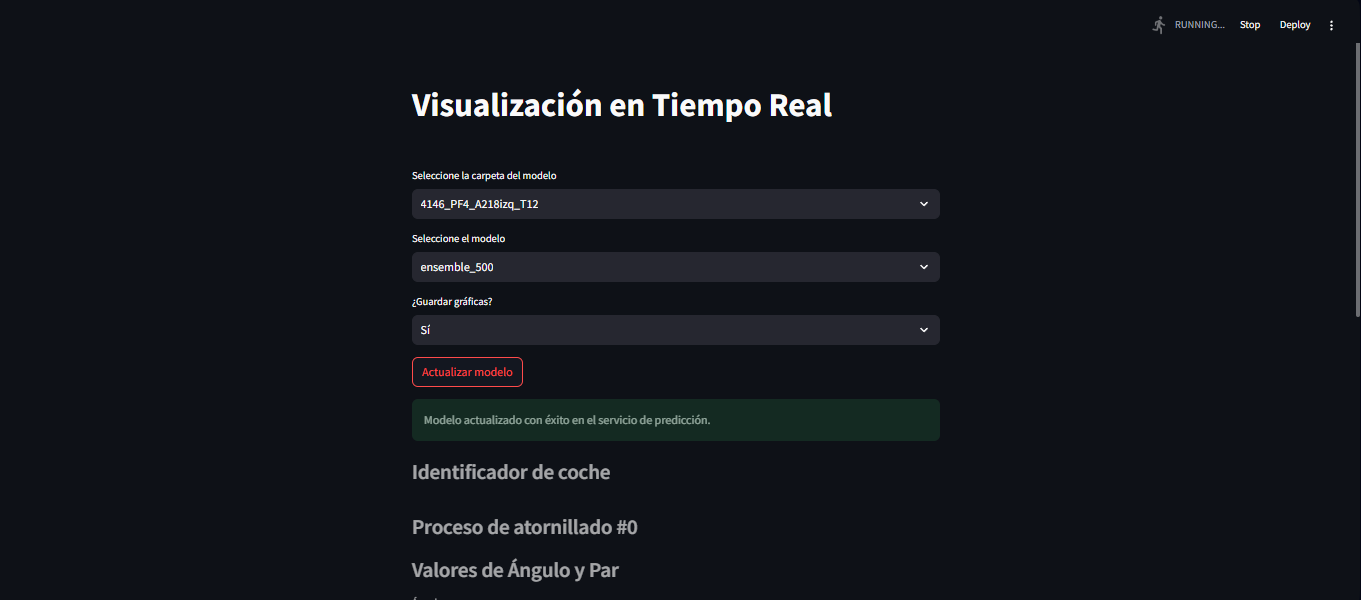 RUNNING...
Stop
Deploy
Visualización en Tiempo Real
Seleccione la carpeta del modelo
4146_PF4_A218izq_T12
Seleccione el modelo
ensemble_500
¿Guardar gráficas?
Sí
Actualizar modelo
Modelo actualizado con éxito en el servicio de predicción.
Identificador de coche
Proceso de atornillado #0
Valores de Ángulo y Par